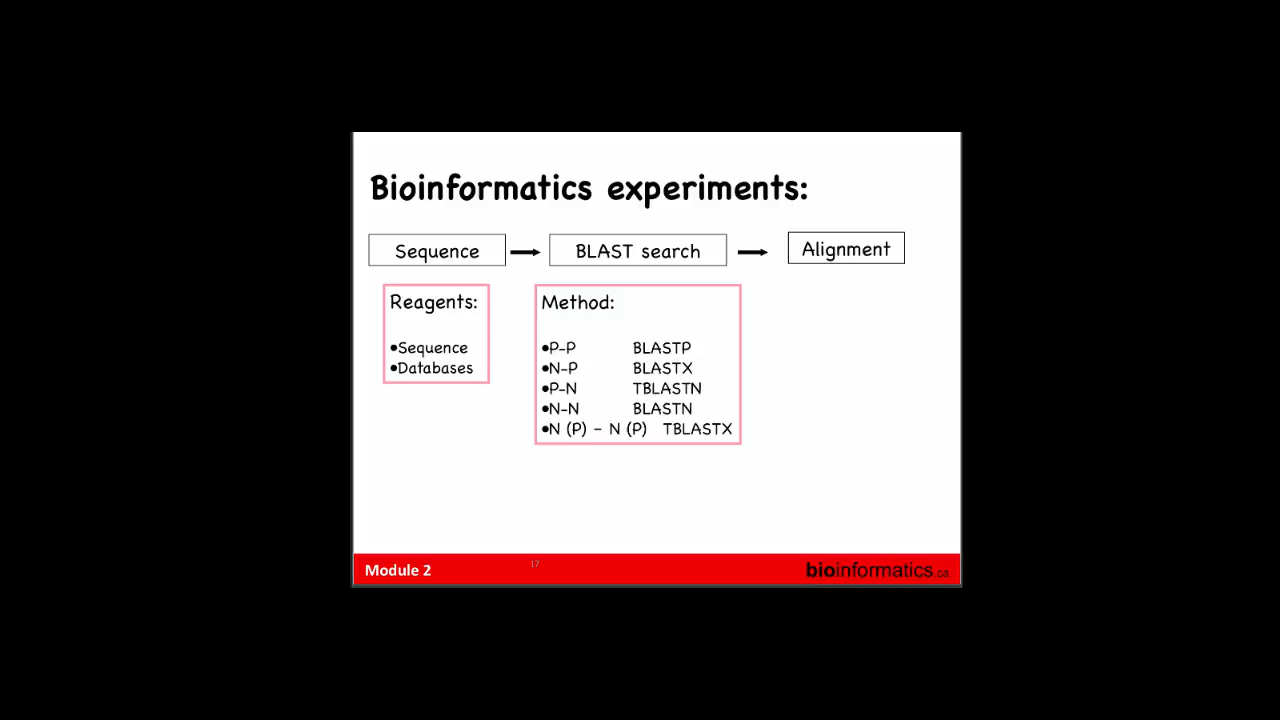 Bioinformatics experiments:
Sequence
BLAST search
Alignment
Reagents:
•Sequence
•Databases
Method:
•P-P BLASTP
•N-P BLASTX
•P-N TBLASTN
•N-N BLASTN
•N (P) - N (P) TBLASTX
Module 2
17
bioinformatics.ca